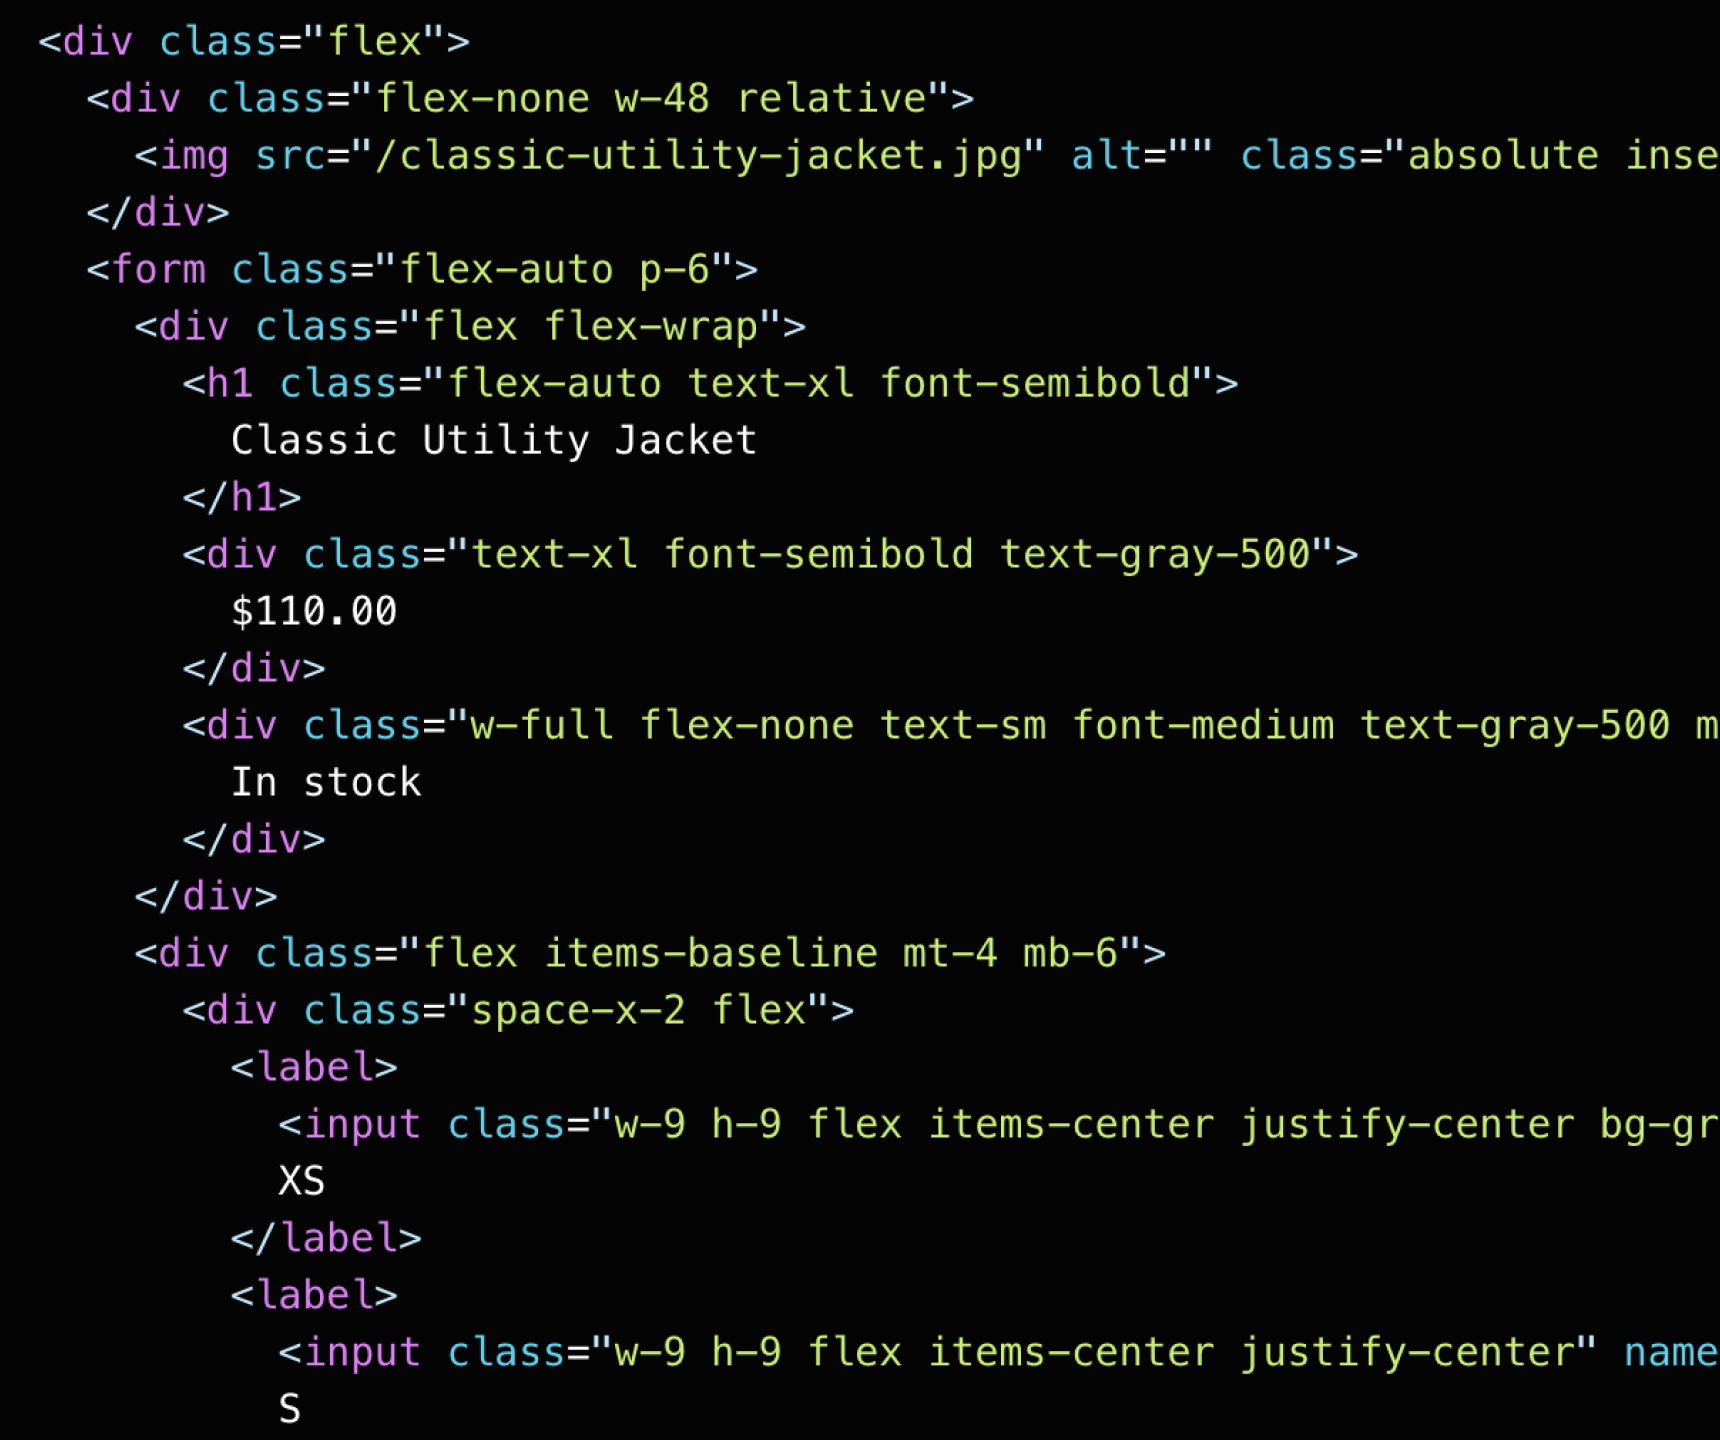 <div class="flex">
<div class="flex-none w-48 relative">
<img src="/classic-utility-jacket.jpg" alt="" class="absolute inse
</div>
<form class="flex-auto p-6">
<div class="flex flex-wrap">
<h1 class="flex-auto text-xl font-semibold">
Classic Utility Jacket
</h1>
<div class="text-xl font-semibold text-gray-500">
$110.00
</div>
<div class="w-full flex-none text-sm font-medium text-gray-500 m
In stock
</div>
</div>
<div class="flex items-baseline mt-4 mb-6">
<div class="space-x-2 flex">
<label>
<input class="w-9 h-9 flex items-center justify-center bg-gr
XS
</label>
<label>
<input class="w-9 h-9 flex items-center justify-center" name
S